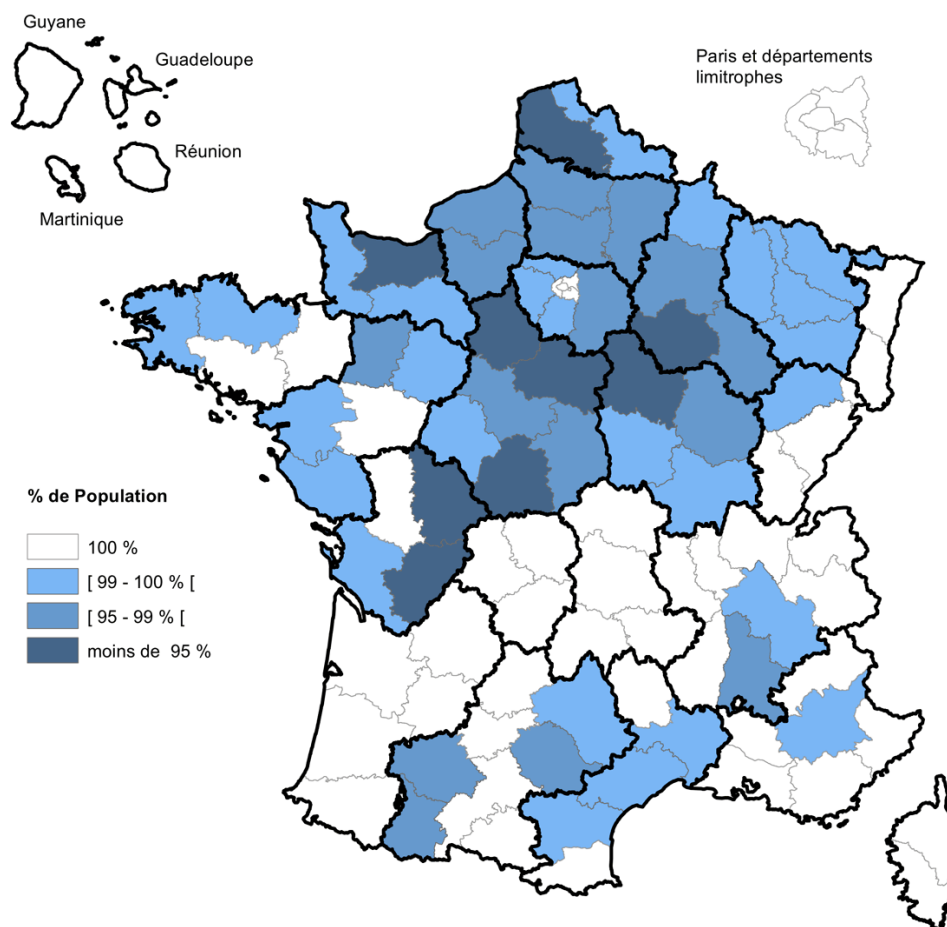 Guyane
Guadeloupe
Paris et départements
limitrophes
Réunion
Martinique
% de Population
100 %
[ 99 - 100 % [
[ 95 - 99 % [
moins de 95 %